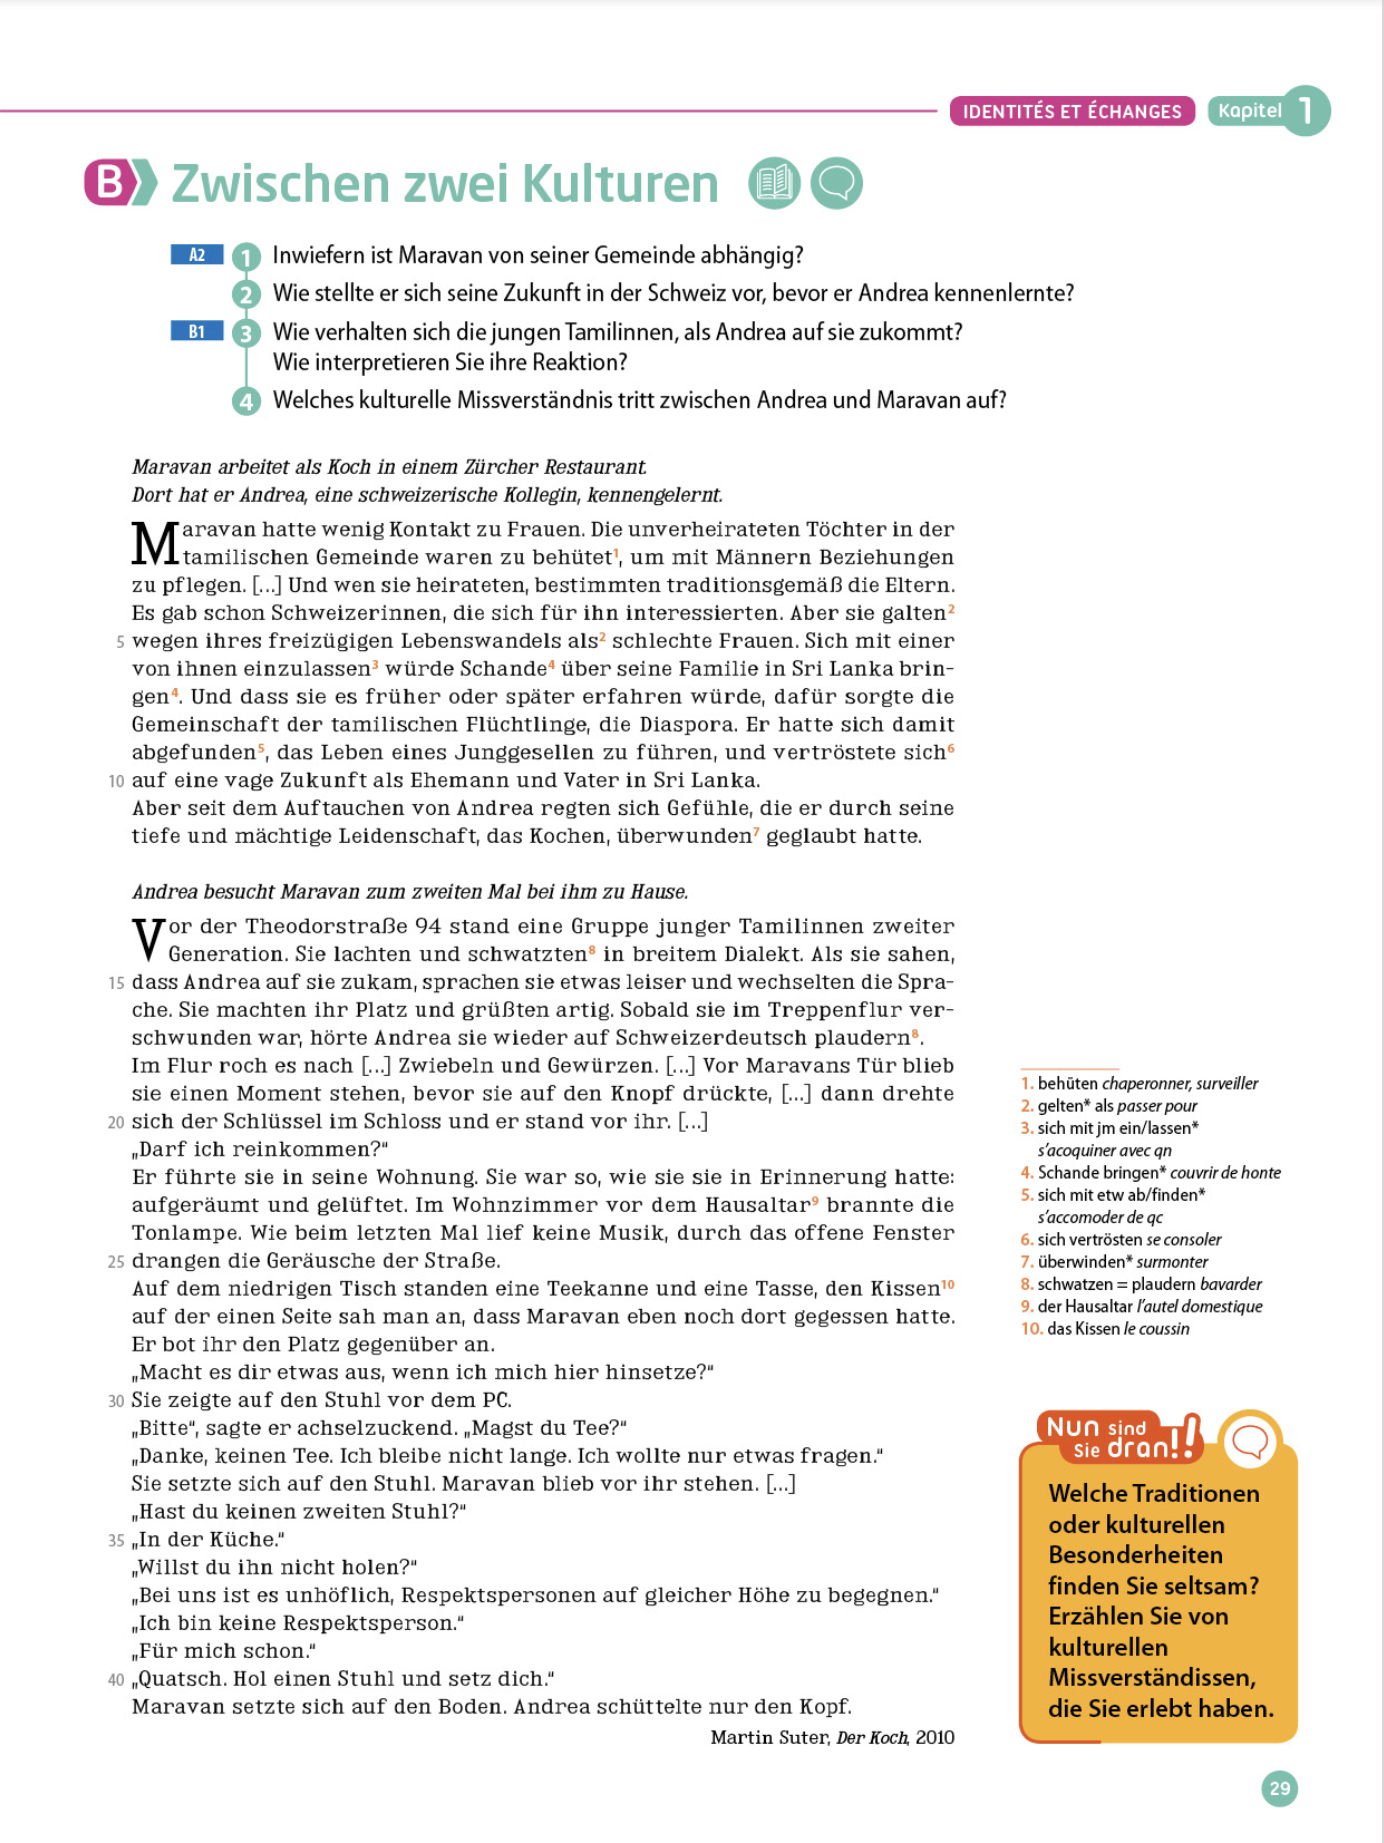 IDENTITÉS ET ÉCHANGES Kapitel 1
B Zwischen zwei Kulturen
A2 1 Inwiefern ist Maravan von seiner Gemeinde abhängig?
2 Wie stellte er sich seine Zukunft in der Schweiz vor, bevor er Andrea kennenlernte?
B1 3 Wie verhalten sich die jungen Tamilinnen, als Andrea auf sie zukommt?
Wie interpretieren Sie ihre Reaktion?
4 Welches kulturelle Missverständnis tritt zwischen Andrea und Maravan auf?
Maravan arbeitet als Koch in einem Zürcher Restaurant.
Dort hat er Andrea, eine schweizerische Kollegin, kennengelernt.
Maravan hatte wenig Kontakt zu Frauen. Die unverheirateten Töchter in der
tamilischen Gemeinde waren zu behütet1, um mit Männern Beziehungen
zu pflegen. [...] Und wen sie heirateten, bestimmten traditionsgemäß die Eltern.
Es gab schon Schweizerinnen, die sich für ihn interessierten. Aber sie galten2
5 wegen ihres freizügigen Lebenswandels als2 schlechte Frauen. Sich mit einer
von ihnen einzulassen3 würde Schande4 über seine Familie in Sri Lanka brin-
gen4. Und dass sie es früher oder später erfahren würde, dafür sorgte die
Gemeinschaft der tamilischen Flüchtlinge, die Diaspora. Er hatte sich damit
abgefunden5, das Leben eines Junggesellen zu führen, und vertröstete sich6
10 auf eine vage Zukunft als Ehemann und Vater in Sri Lanka.
Aber seit dem Auftauchen von Andrea regten sich Gefühle, die er durch seine
tiefe und mächtige Leidenschaft, das Kochen, überwunden7 geglaubt hatte.
Andrea besucht Maravan zum zweiten Mal bei ihm zu Hause.
Vor der Theodorstraße 94 stand eine Gruppe junger Tamilinnen zweiter
Generation. Sie lachten und schwatzten8 in breitem Dialekt. Als sie sahen,
15 dass Andrea auf sie zukam, sprachen sie etwas leiser und wechselten die Spra-
che. Sie machten ihr Platz und grüßten artig. Sobald sie im Treppenflur ver-
schwunden war, hörte Andrea sie wieder auf Schweizerdeutsch plaudern8.
Im Flur roch es nach [...] Zwiebeln und Gewürzen. [...] Vor Maravans Tür blieb
sie einen Moment stehen, bevor sie auf den Knopf drückte, [...] dann drehte
20 sich der Schlüssel im Schloss und er stand vor ihr. [...]
„Darf ich reinkommen?“
Er führte sie in seine Wohnung. Sie war so, wie sie sie in Erinnerung hatte:
aufgeräumt und gelüftet. Im Wohnzimmer vor dem Hausaltar9 brannte die
Tonlampe. Wie beim letzten Mal lief keine Musik, durch das offene Fenster
25 drangen die Geräusche der Straße.
Auf dem niedrigen Tisch standen eine Teekanne und eine Tasse, den Kissen10
auf der einen Seite sah man an, dass Maravan eben noch dort gegessen hatte.
Er bot ihr den Platz gegenüber an.
„Macht es dir etwas aus, wenn ich mich hier hinsetze?“
30 Sie zeigte auf den Stuhl vor dem PC.
„Bitte“, sagte er achselzuckend. „Magst du Tee?“
„Danke, keinen Tee. Ich bleibe nicht lange. Ich wollte nur etwas fragen.“
Sie setzte sich auf den Stuhl. Maravan blieb vor ihr stehen. [...]
„Hast du keinen zweiten Stuhl?“
35 „In der Küche.“
„Willst du ihn nicht holen?“
„Bei uns ist es unhöflich, Respektspersonen auf gleicher Höhe zu begegnen.“
„Ich bin keine Respektsperson.“
„Für mich schon.“
40 „Quatsch. Hol einen Stuhl und setz dich.“
Maravan setzte sich auf den Boden. Andrea schüttelte nur den Kopf.
Martin Suter, Der Koch, 2010
1. behüten chaperonner, surveiller
2. gelten* als passer pour
3. sich mit jm ein/lassen*
s’acoquiner avec qn
4. Schande bringen* couvrir de honte
5. sich mit etw ab/finden*
s’accomoder de qc
6. sich vertrösten se consoler
7. überwinden* surmonter
8. schwatzen = plaudern bavarder
9. der Hausaltar l’autel domestique
10. das Kissen le coussin
Nun sind
Sie dran!!
Welche Traditionen
oder kulturellen
Besonderheiten
finden Sie seltsam?
Erzählen Sie von
kulturellen
Missverständissen,
die Sie erlebt haben.
29